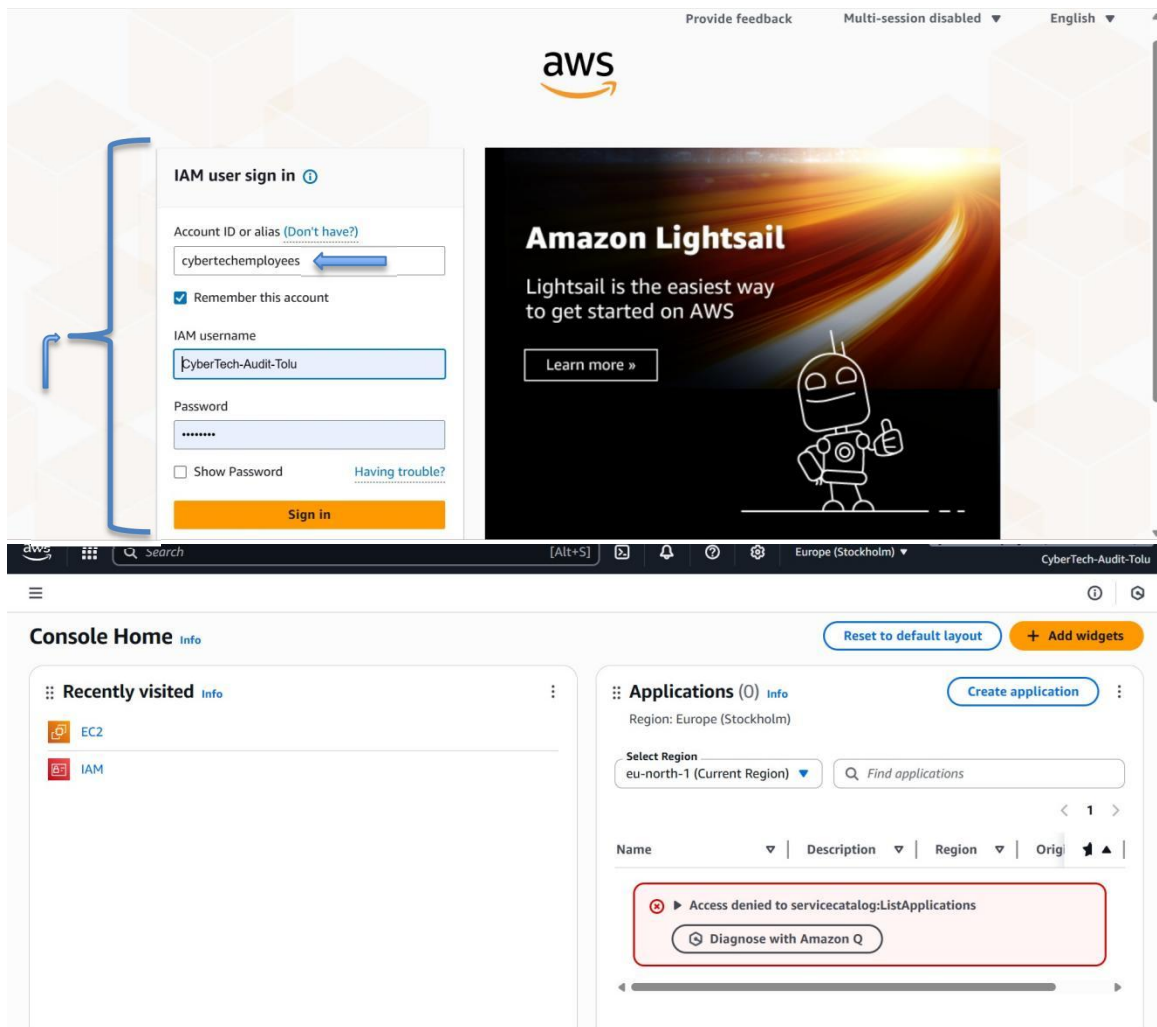 Provide feedback Multi-session disabled English
aws
IAM user sign in
Account ID or alias (Don't have?)
cybertechemployees
Remember this account
IAM username
CyberTech-Audit-Tolu
Password
••••••••
Show Password Having trouble?
Sign in
Amazon Lightsail
Lightsail is the easiest way
to get started on AWS
Learn more »
aws Search [Alt+S] Europe (Stockholm) CyberTech-Audit-Tolu
Console Home Info Reset to default layout + Add widgets
Recently visited Info
EC2
IAM
Applications (0) Info Create application
Region: Europe (Stockholm)
Select Region
eu-north-1 (Current Region) Find applications
< 1 >
Name Description Region Origi
Access denied to servicecatalog:ListApplications
Diagnose with Amazon Q